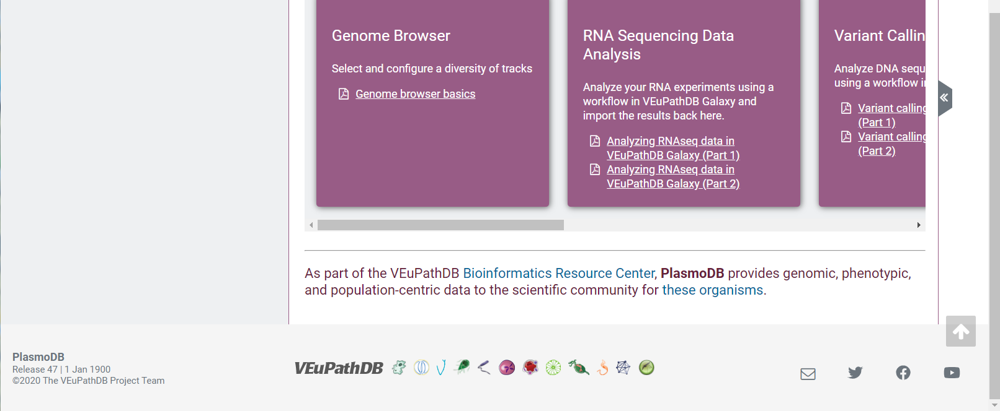 Genome Browser
Select and configure a diversity of tracks
Genome browser basics
RNA Sequencing Data
Analysis
Analyze your RNA experiments using a
workflow in VEuPathDB Galaxy and
import the results back here.
Analyzing RNAseq data in
VEuPathDB Galaxy (Part 1)
Analyzing RNAseq data in
VEuPathDB Galaxy (Part 2)
Variant Callin
Analyze DNA sequ
using a workflow i
Variant calling
(Part 1)
Variant calling
(Part 2)
As part of the VEuPathDB Bioinformatics Resource Center, PlasmoDB provides genomic, phenotypic,
and population-centric data to the scientific community for these organisms.
PlasmoDB
Release 47 | 1 Jan 1900
©2020 The VEuPathDB Project Team
VEuPathDB